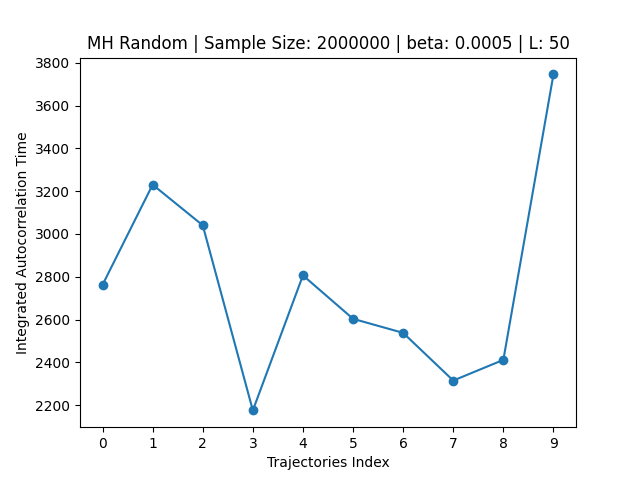 MH Random | Sample Size: 2000000 | beta: 0.0005 | L: 50
3800
3600
3400
3200
3000
2800
2600
2400
2200
Integrated Autocorrelation Time
0 1 2 3 4 5 6 7 8 9
Trajectories Index